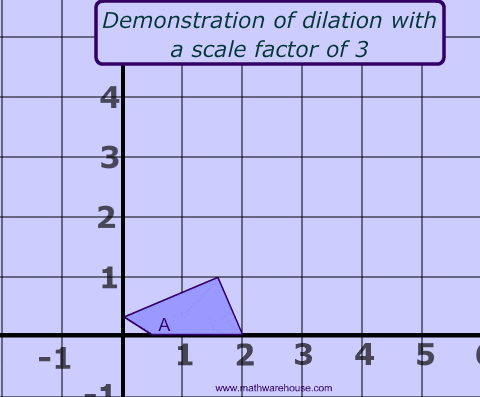 Demonstration of dilation with
a scale factor of 3
4
3
2
1
A
-1 1 2 3 4 5
www.mathwarehouse.com
-1